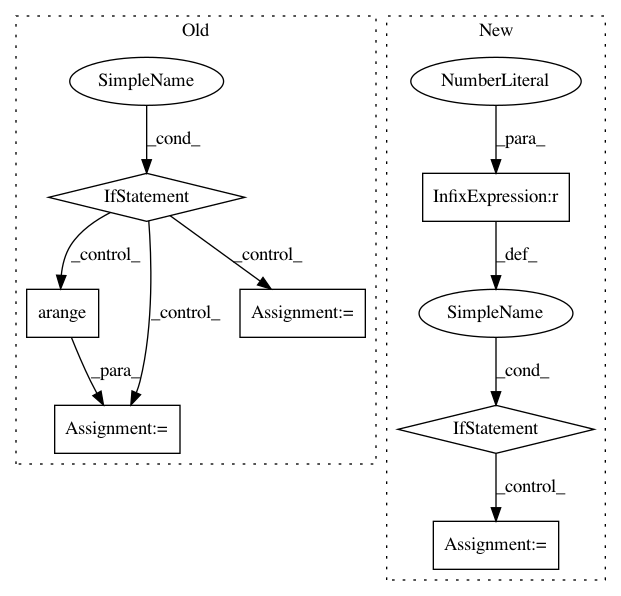 Old
New
SimpleName
NumberLiteral
_cond_
_para_
IfStatement
InfixExpression:r
_control_
_control_
_control_
_def_
arange
Assignment:=
SimpleName
_para_
_cond_
Assignment:=
IfStatement
_control_
Assignment:=